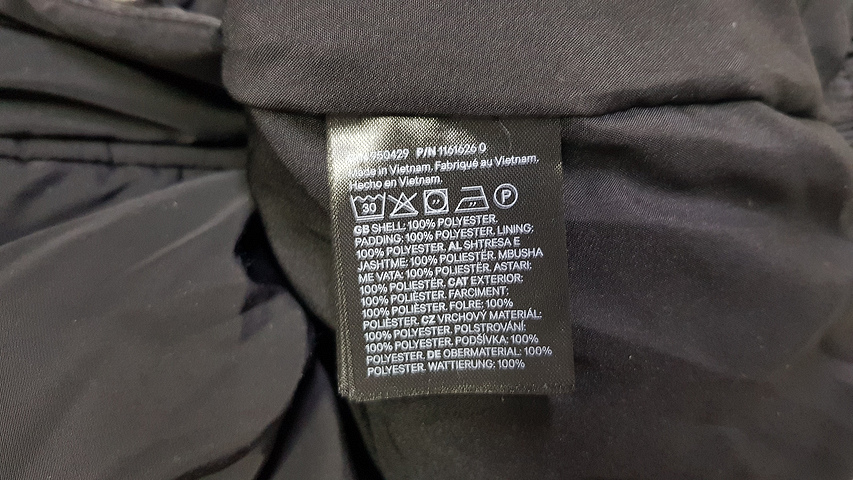 950429 P/N 1161626 0
Made in Vietnam. Fabriqué au Vietnam.
Hecho en Vietnam.
30 P
GB SHELL: 100% POLYESTER.
PADDING: 100% POLYESTER. LINING:
100% POLYESTER. AL SHTRESA E
JASHTME: 100% POLIESTËR. MBUSHA
ME VATA: 100% POLIESTËR. ASTARI:
100% POLIESTËR. CAT EXTERIOR:
100% POLIÈSTER. FARCIMENT:
100% POLIÈSTER. FOLRE: 100%
POLIÈSTER. CZ VRCHOVÝ MATERIÁL:
100% POLYESTER. POLSTROVÁNÍ:
100% POLYESTER. PODŠÍVKA: 100%
POLYESTER. DE OBERMATERIAL: 100%
POLYESTER. WATTIERUNG: 100%